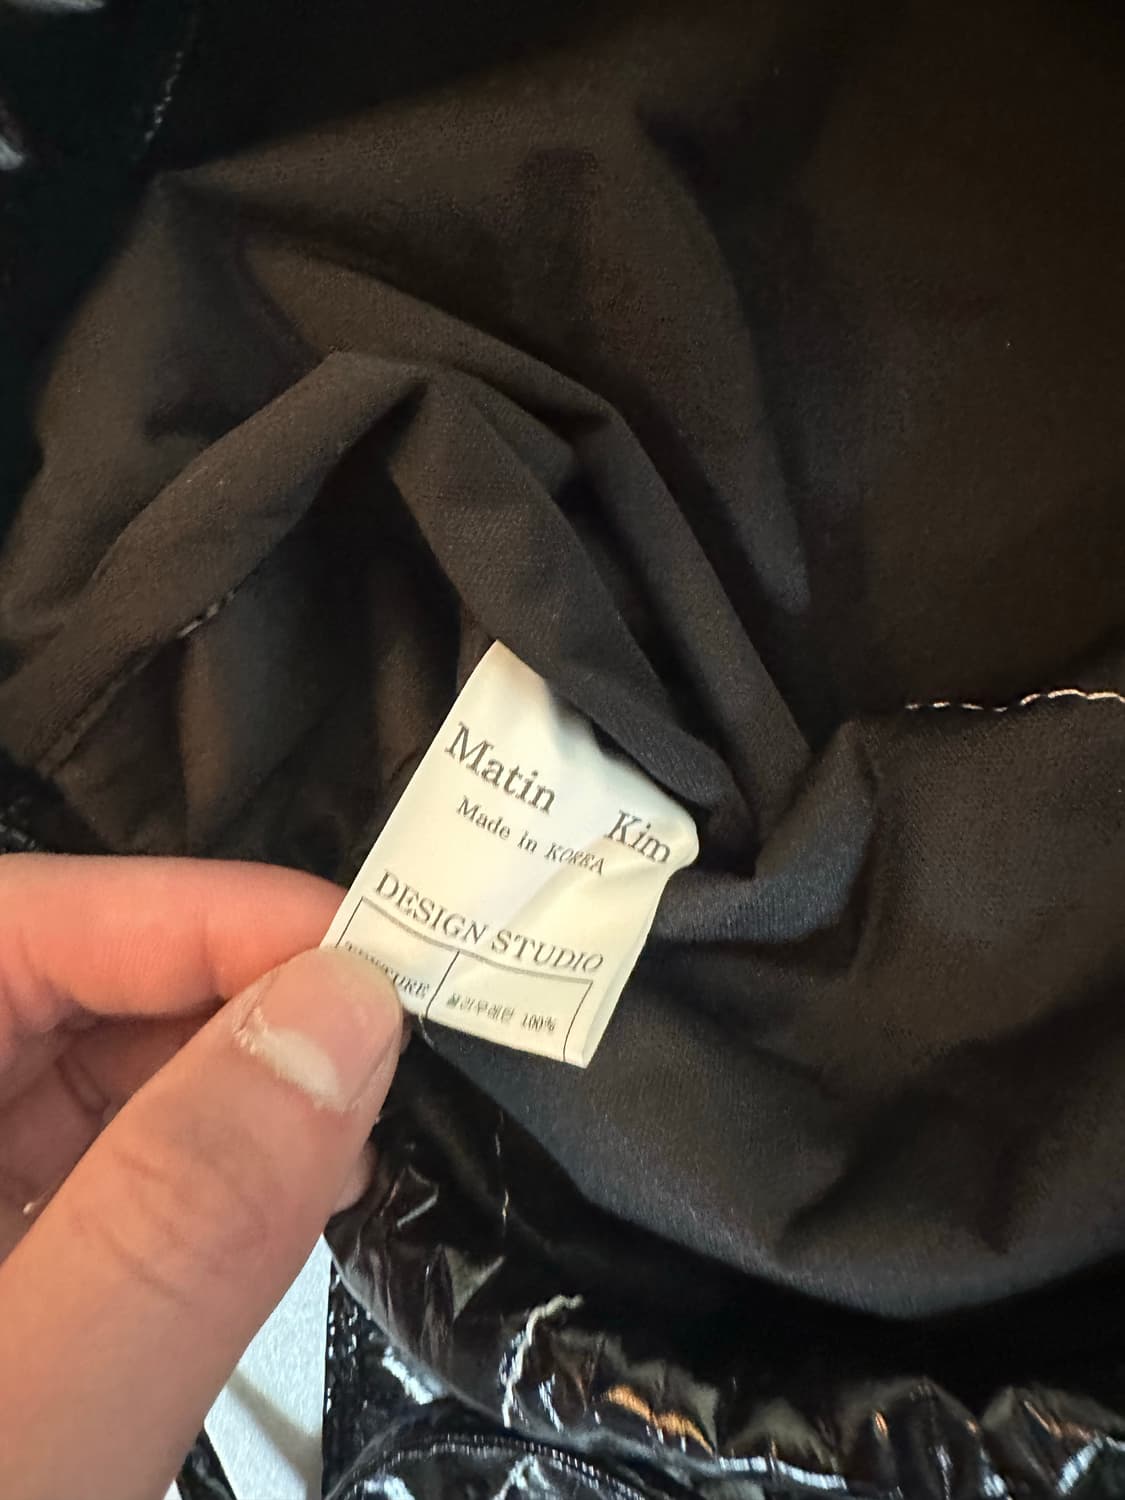 Matin Kim
Made in KOREA
DESIGN STUDIO
폴리우레탄 100%